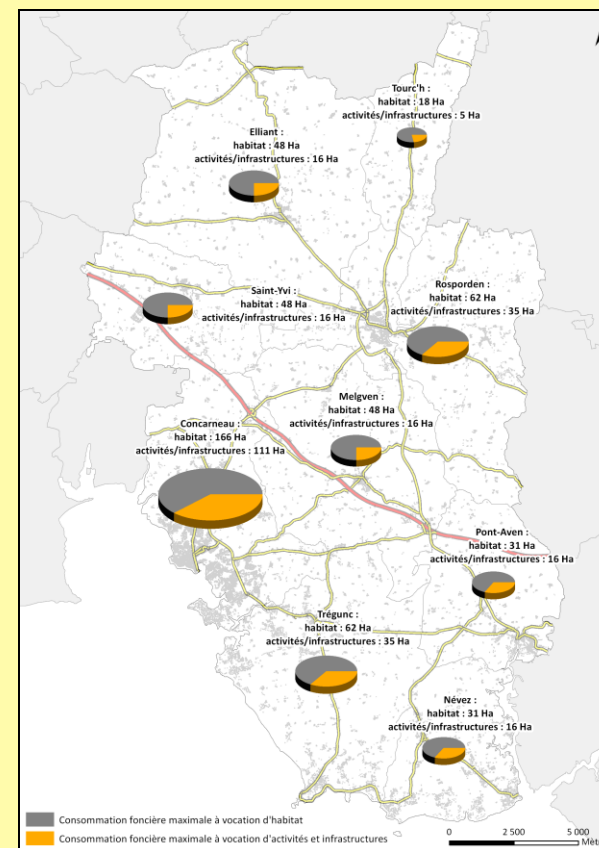 Tourc'h :
habitat : 18 Ha
activités/infrastructures : 5 Ha
Elliant :
habitat : 48 Ha
activités/infrastructures : 16 Ha
Saint-Yvi :
habitat : 48 Ha
activités/infrastructures : 16 Ha
Rosporden :
habitat : 62 Ha
activités/infrastructures : 35 Ha
Melgven :
habitat : 48 Ha
activités/infrastructures : 16 Ha
Concarneau :
habitat : 166 Ha
activités/infrastructures : 111 Ha
Pont-Aven :
habitat : 31 Ha
activités/infrastructures : 16 Ha
Trégunc :
habitat : 62 Ha
activités/infrastructures : 35 Ha
Névez :
habitat : 31 Ha
activités/infrastructures : 16 Ha
Consommation foncière maximale à vocation d'habitat
Consommation foncière maximale à vocation d'activités et infrastructures
0 2 500 5 000
Mèt